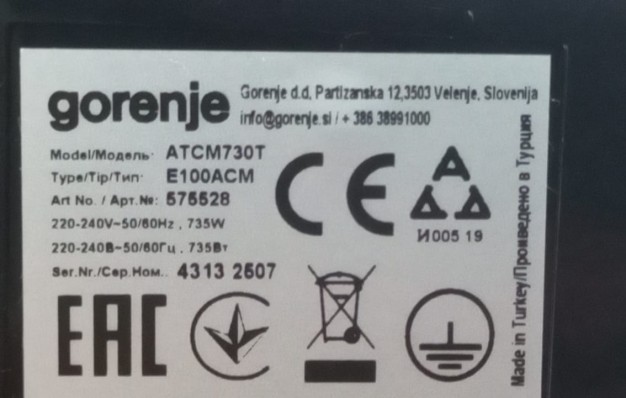 gorenje
Gorenje d.d. Partizanska 12,3503 Velenje, Slovenija
info@gorenje.si / + 386 38991000
Model/Модель: ATCM730T
Type/Tip/Тип: E100ACM
Art No. / Арт.№: 575528
220-240V~50/60Hz , 735W
220-240В~50/60Гц , 735Вт
Ser.Nr./Сер.Ном.. 4313 2507
CE
И005 19
EAC
Made in Turkey/Произведено в Турции